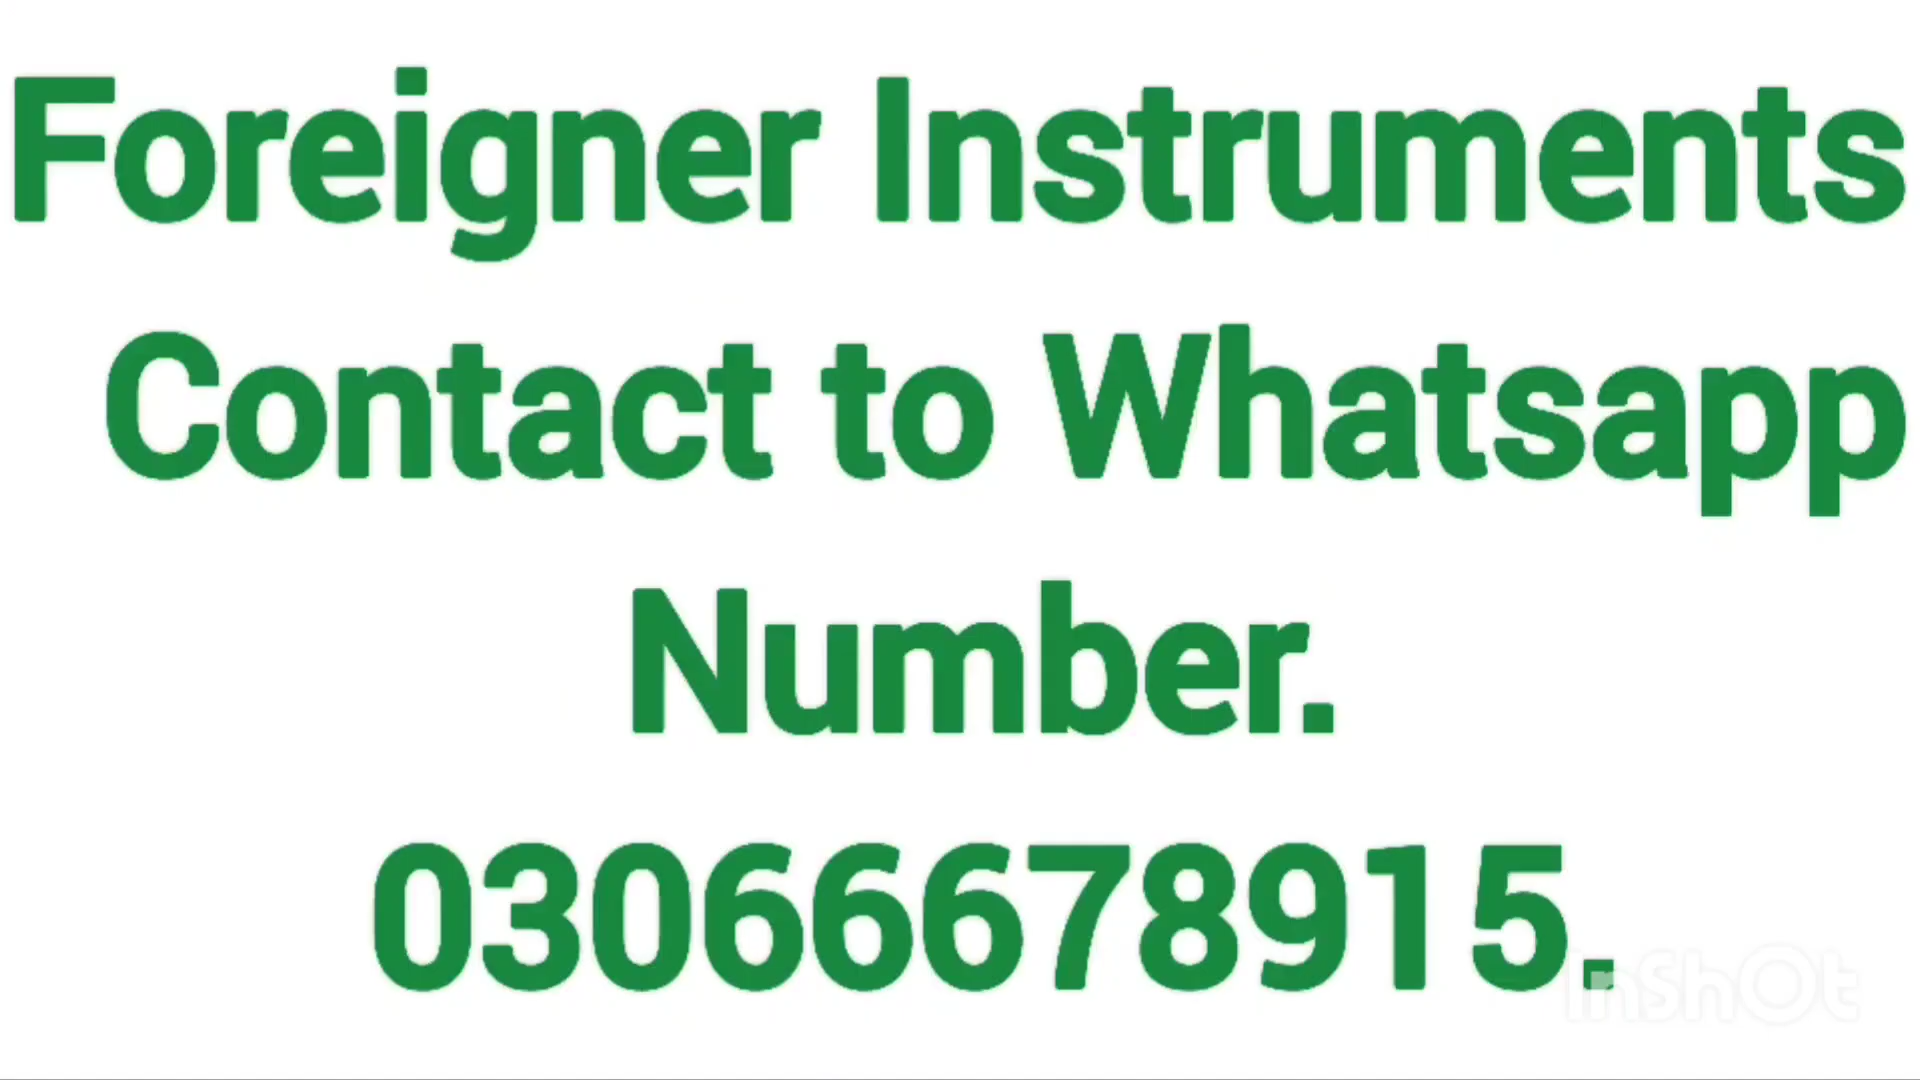 Foreigner Instruments
Contact to Whatsapp
Number.
03066678915.
InShOt